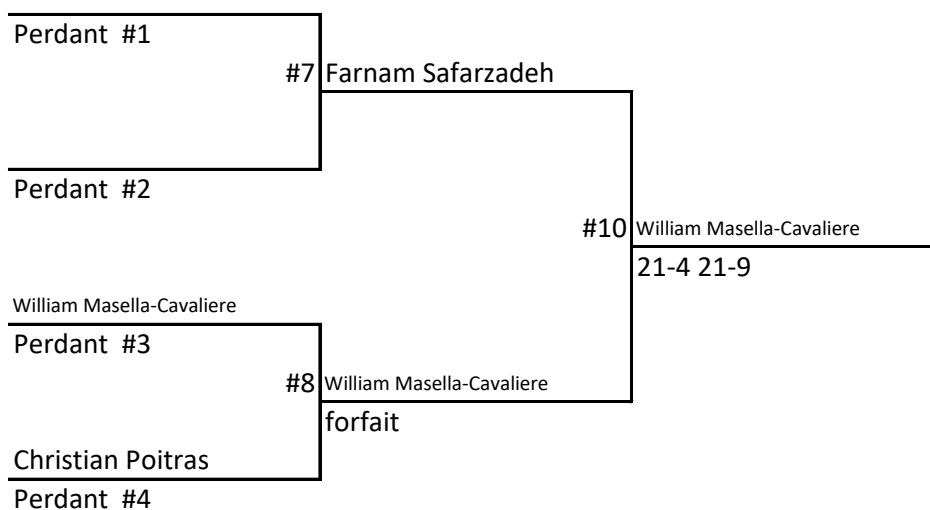 Perdant #1
#7 Farnam Safarzadeh
Perdant #2
#10 William Masella-Cavaliere
21-4 21-9
William Masella-Cavaliere
Perdant #3
#8 William Masella-Cavaliere
forfait
Christian Poitras
Perdant #4